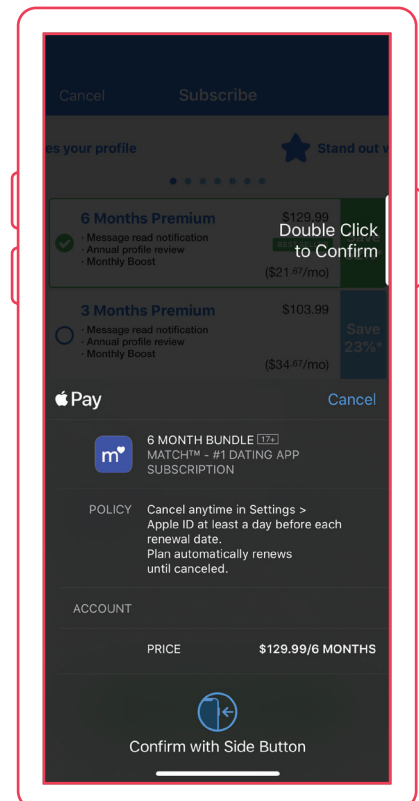 Cancel
Subscribe
es your profile
Stand out v
6 Months Premium
$129.99
· Message read notification
· Annual profile review
· Monthly Boost
($21.67/mo)
Double Click
to Confirm
3 Months Premium
$103.99
· Message read notification
· Annual profile review
· Monthly Boost
($34.67/mo)
Save
23%*
Pay
Cancel
m
6 MONTH BUNDLE 17+
MATCH™ - #1 DATING APP
SUBSCRIPTION
POLICY
Cancel anytime in Settings >
Apple ID at least a day before each
renewal date.
Plan automatically renews
until canceled.
ACCOUNT
PRICE
$129.99/6 MONTHS
Confirm with Side Button